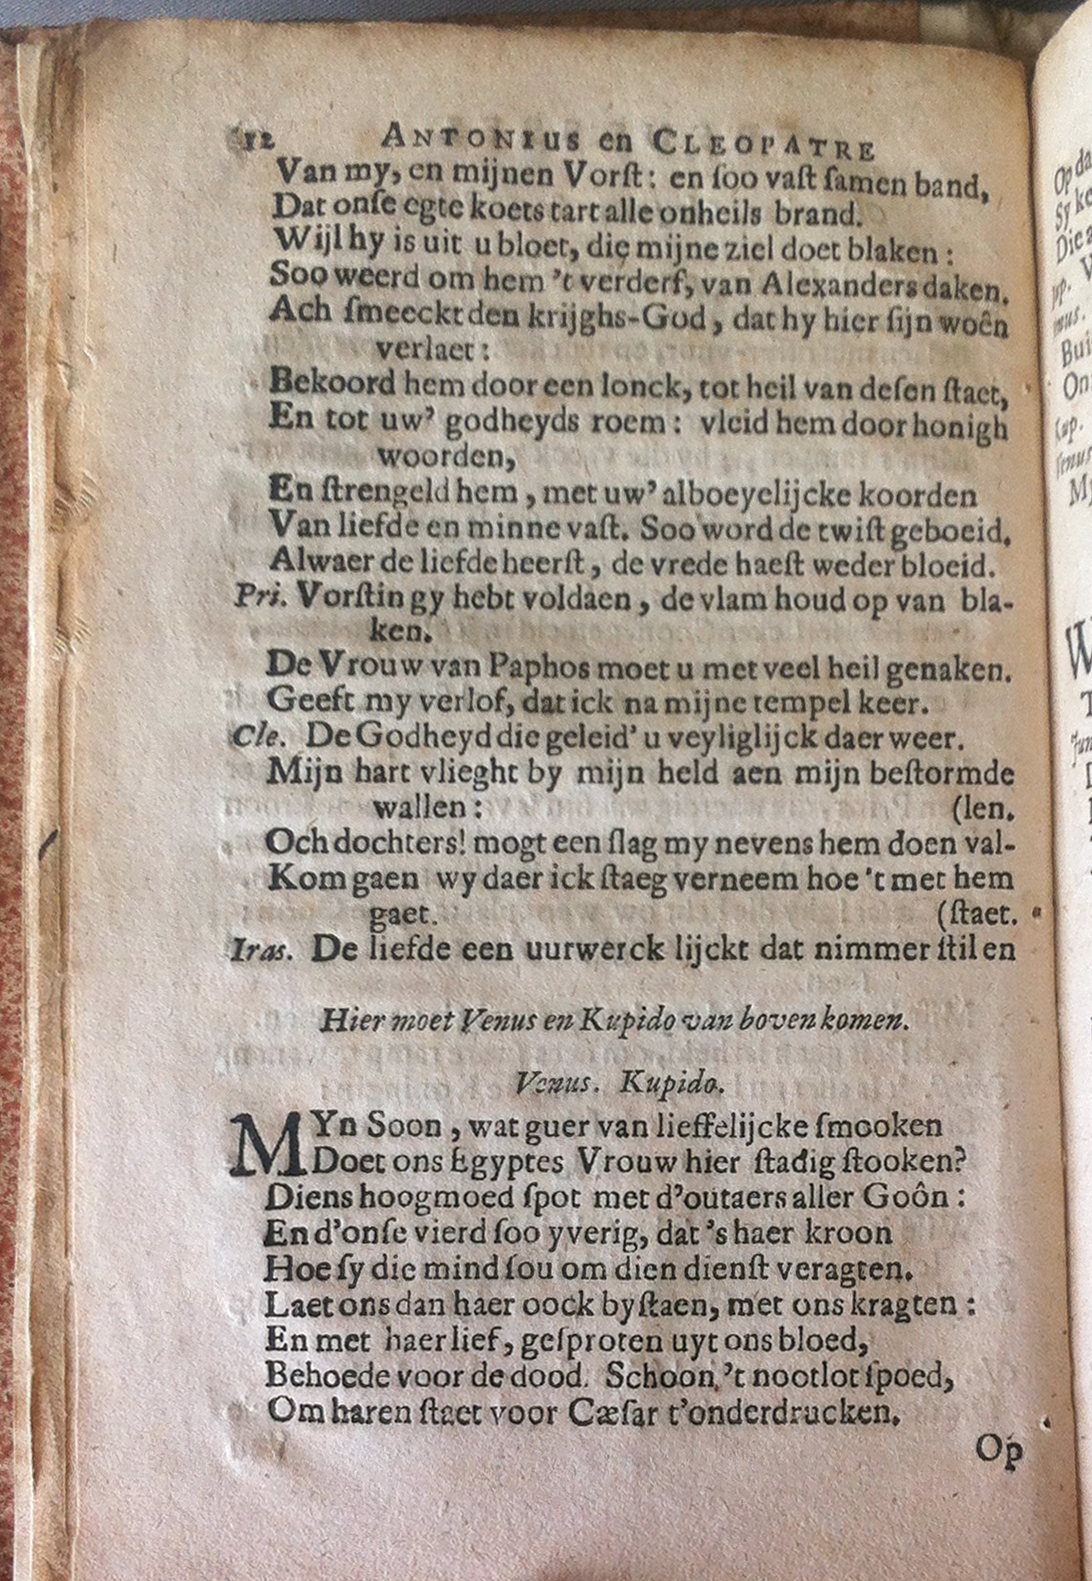 12 ANTONIUS en CLEOPATRE
Van my, en mijnen Vorſt: en ſoo vaſt ſamen band,
Dat onſe egte koets tart alle onheils brand.
Wijl hy is uit u bloet, die mijne ziel doet blaken:
Soo weerd om hem 't verderf, van Alexanders daken.
Ach ſmeeckt den krijghs-God, dat hy hier ſijn woên
verlaet:
Bekoord hem door een lonck, tot heil van deſen ſtaet,
En tot uw' godheyds roem: vleid hem door honigh
woorden,
En ſtrengeld hem, met uw' alboeyelijcke koorden
Van liefde en minne vaſt. Soo word de twiſt geboeid.
Alwaer de liefde heerſt, de vrede haeſt weder bloeid.
Pri. Vorſtin gy hebt voldaen, de vlam houd op van bla-
ken.
De Vrouw van Paphos moet u met veel heil genaken.
Geeft my verlof, dat ick na mijne tempel keer.
Cle. De Godheyd die geleid' u veyliglijck daer weer.
Mijn hart vlieght by mijn held aen mijn beſtormde
wallen: (len.
Och dochters! mogt een ſlag my nevens hem doen val-
Kom gaen wy daer ick ſtaeg verneem hoe 't met hem
gaet. (ſtaet.
Iras. De liefde een uurwerck lijckt dat nimmer ſtil en
Hier moet Venus en Kupido van boven komen.
Venus. Kupido.
MYn Soon, wat guer van lieffelijcke ſmooken
Doet ons Egyptes Vrouw hier ſtadig ſtooken?
Diens hoogmoed ſpot met d'outaers aller Goôn:
En d'onſe vierd ſoo yverig, dat 's haer kroon
Hoe ſy die mind ſou om dien dienſt veragten.
Laet ons dan haer oock byſtaen, met ons kragten:
En met haer lief, geſproten uyt ons bloed,
Behoede voor de dood. Schoon 't nootlot ſpoed,
Om haren ſtaet voor Cæſar t'onderdrucken.
Op